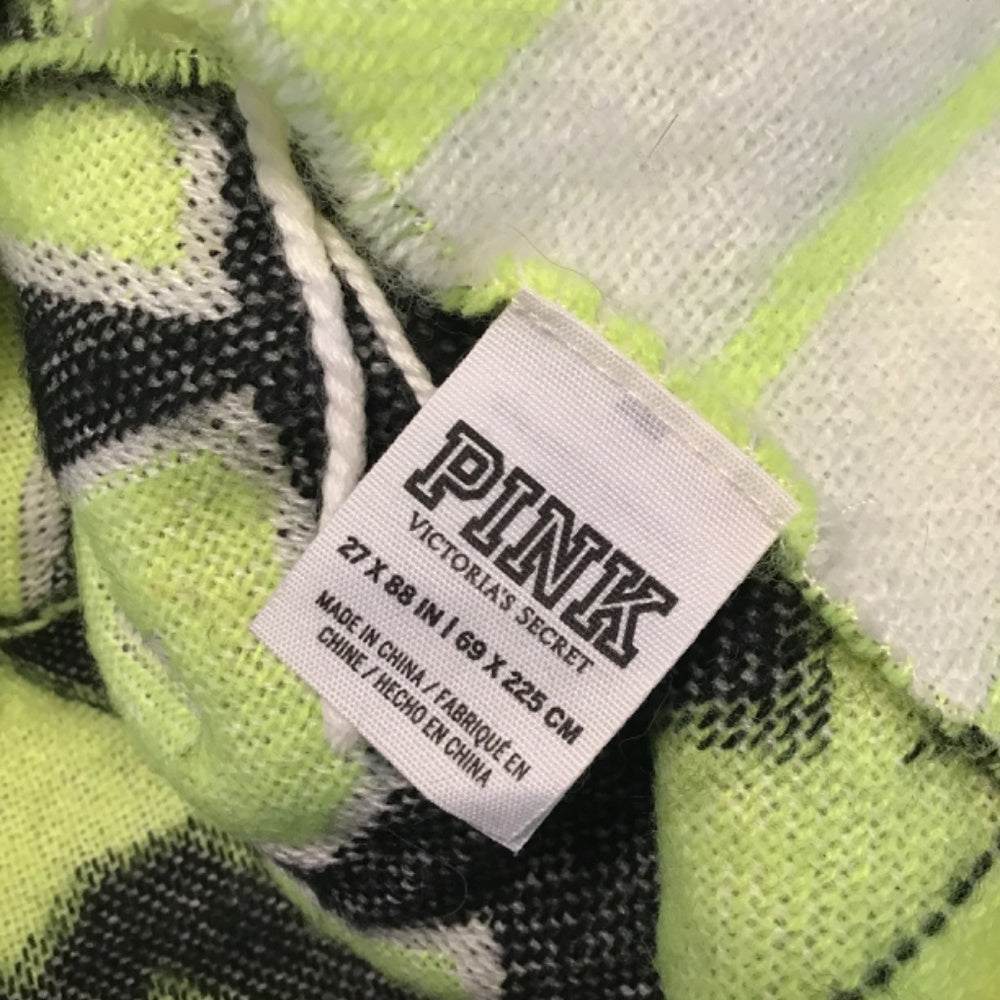 PINK
VICTORIA'S SECRET
27 X 88 IN | 69 X 225 CM
MADE IN CHINA / FABRIQUÉ EN
CHINE / HECHO EN CHINA